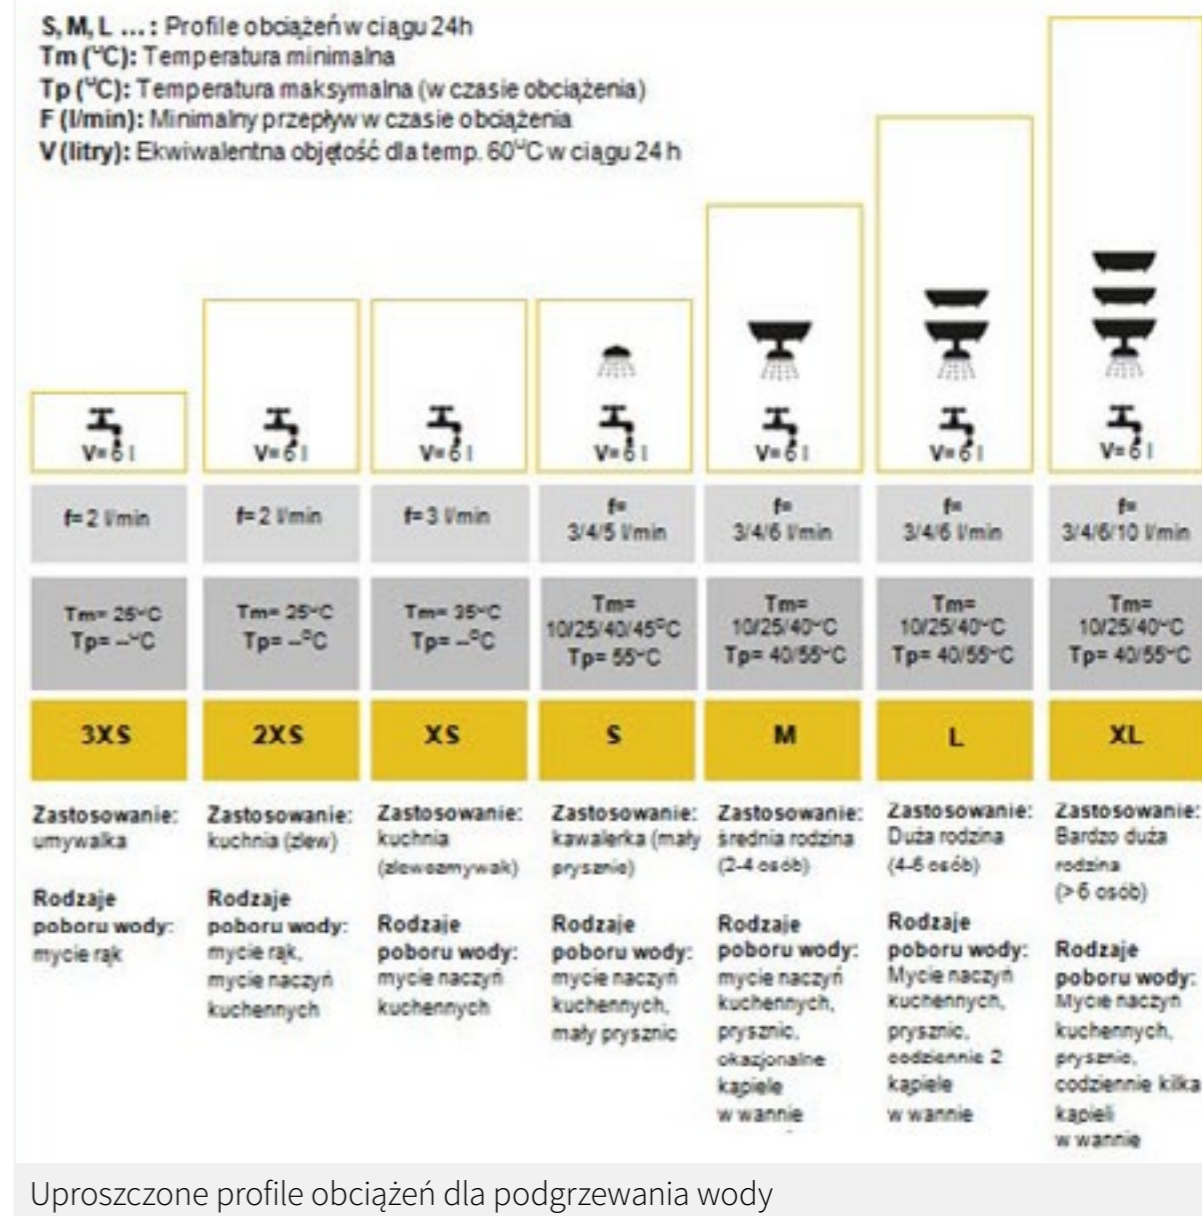 S, M, L ... : Profile obciążeń w ciągu 24h
Tm (°C): Temperatura minimalna
Tp (°C): Temperatura maksymalna (w czasie obciążenia)
F (l/min): Minimalny przepływ w czasie obciążenia
V (litry): Ekwiwalentna objętość dla temp. 60°C w ciągu 24 h
V= 6 l
V= 6 l
V= 6 l
V= 6 l
V= 6 l
V= 6 l
V= 6 l
f= 2 l/min
f= 2 l/min
f= 3 l/min
f=
3/4/5 l/min
f=
3/4/6 l/min
f=
3/4/6 l/min
f=
3/4/6/10 l/min
Tm= 25°C
Tp= --°C
Tm= 25°C
Tp= --°C
Tm= 35°C
Tp= --°C
Tm=
10/25/40/45°C
Tp= 55°C
Tm=
10/25/40°C
Tp= 40/55°C
Tm=
10/25/40°C
Tp= 40/55°C
Tm=
10/25/40°C
Tp= 40/55°C
3XS
2XS
XS
S
M
L
XL
Zastosowanie:
umywalka
Rodzaje
poboru wody:
mycie rąk
Zastosowanie:
kuchnia (zlew)
Rodzaje
poboru wody:
mycie rąk,
mycie naczyń
kuchennych
Zastosowanie:
kuchnia
(zlewozmywak)
Rodzaje
poboru wody:
mycie naczyń
kuchennych
Zastosowanie:
kawalerka (mały
prysznic)
Rodzaje
poboru wody:
mycie naczyń
kuchennych,
mały prysznic
Zastosowanie:
średnia rodzina
(2-4 osób)
Rodzaje
poboru wody:
mycie naczyń
kuchennych,
prysznic,
okazjonalne
kąpiele
w wannie
Zastosowanie:
Duża rodzina
(4-6 osób)
Rodzaje
poboru wody:
Mycie naczyń
kuchennych,
prysznic,
codziennie 2
kąpiele
w wannie
Zastosowanie:
Bardzo duża
rodzina
(> 6 osób)
Rodzaje
poboru wody:
Mycie naczyń
kuchennych,
prysznic,
codziennie kilka
kąpieli
w wannie
Uproszczone profile obciążeń dla podgrzewania wody